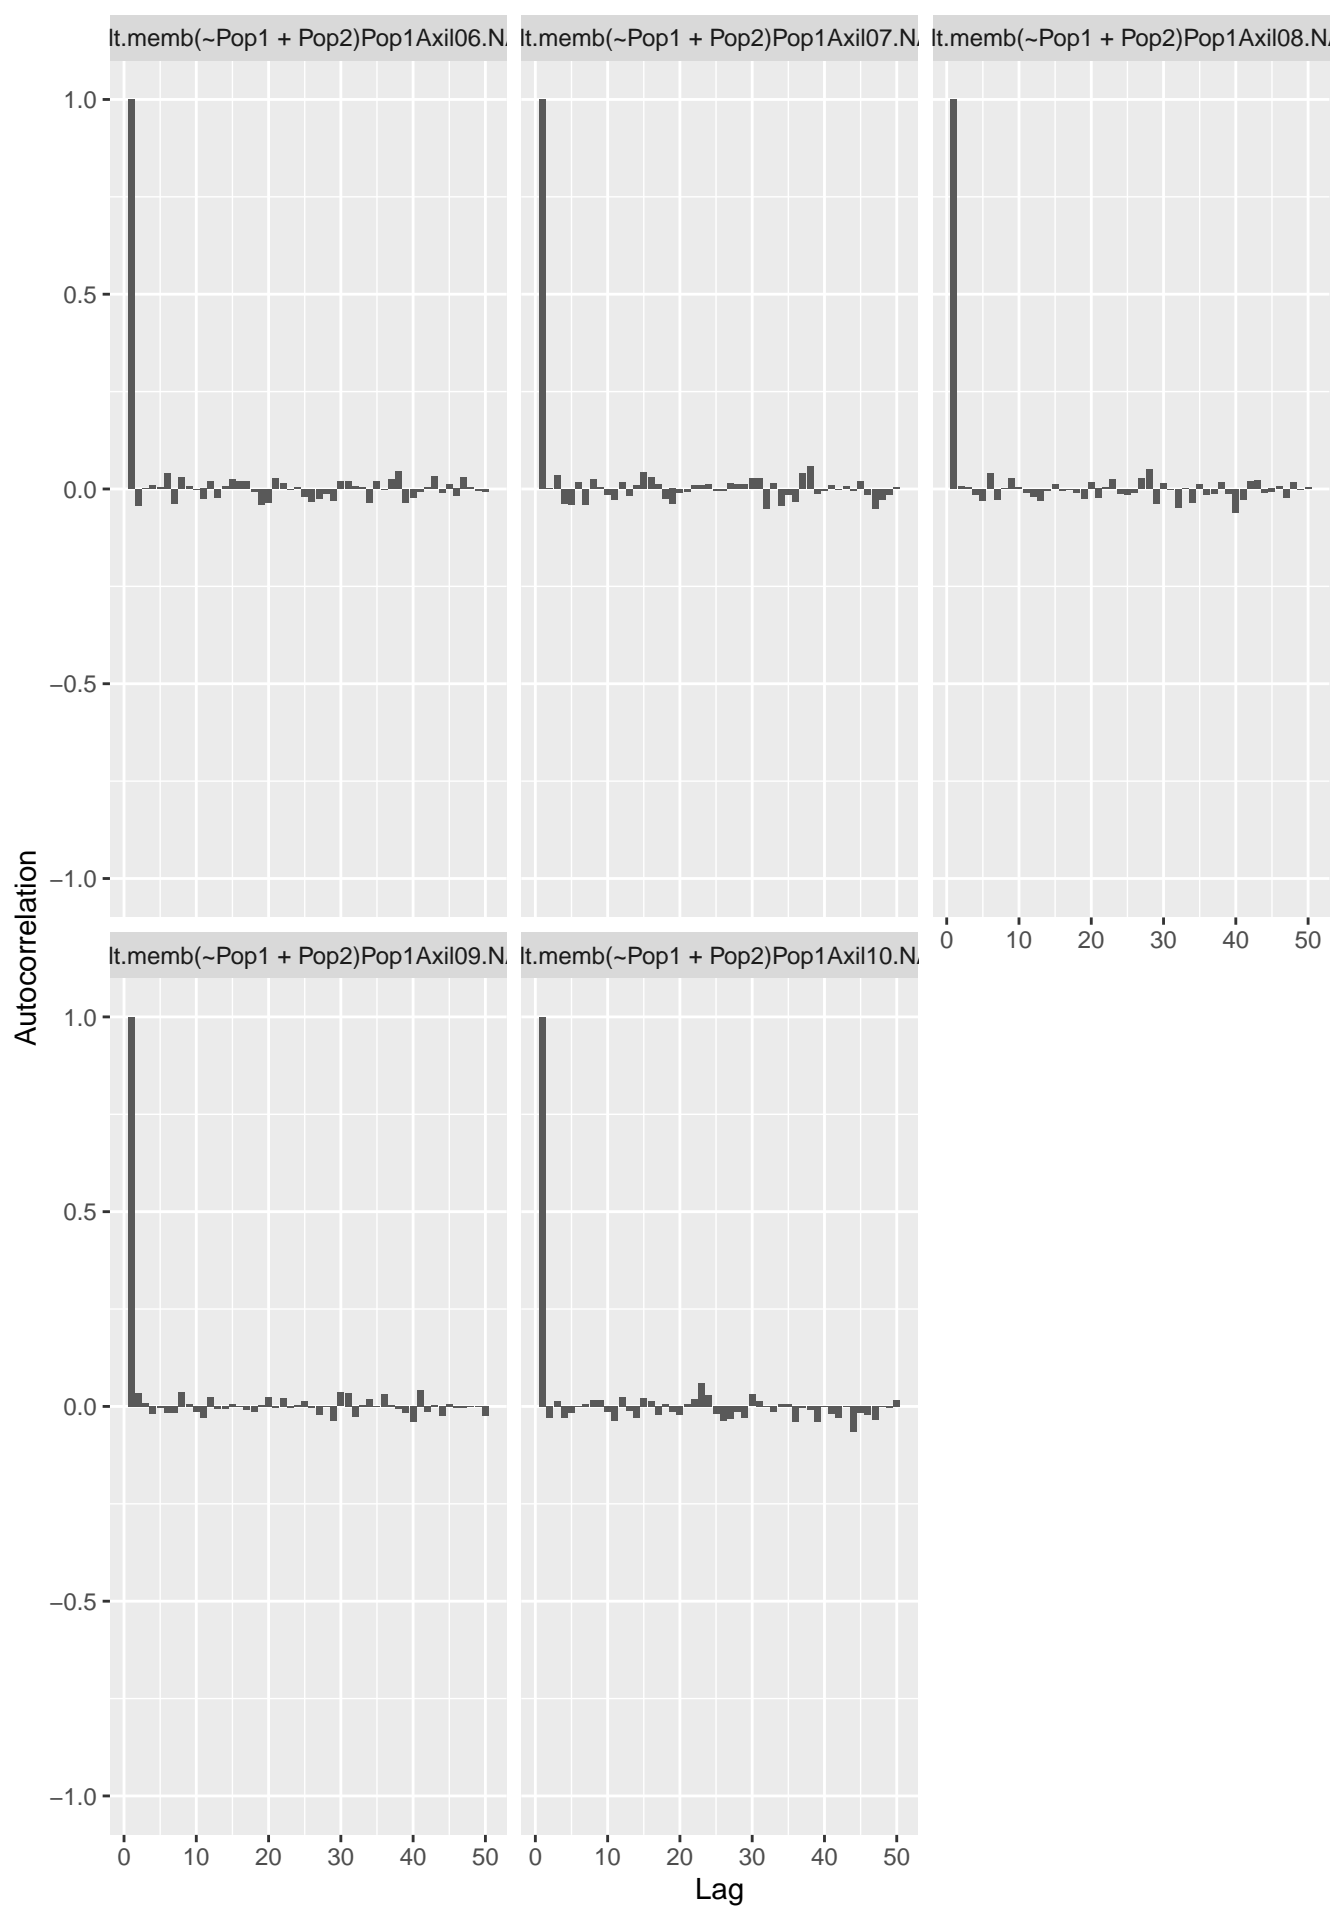 lt.memb(~Pop1 + Pop2)Pop1Axil06.N
lt.memb(~Pop1 + Pop2)Pop1Axil07.N
lt.memb(~Pop1 + Pop2)Pop1Axil08.N
1.0
0.5
0.0
−0.5
−1.0
0 10 20 30 40 50
Autocorrelation
lt.memb(~Pop1 + Pop2)Pop1Axil09.N
lt.memb(~Pop1 + Pop2)Pop1Axil10.N
1.0
0.5
0.0
−0.5
−1.0
0 10 20 30 40 50
0 10 20 30 40 50
Lag